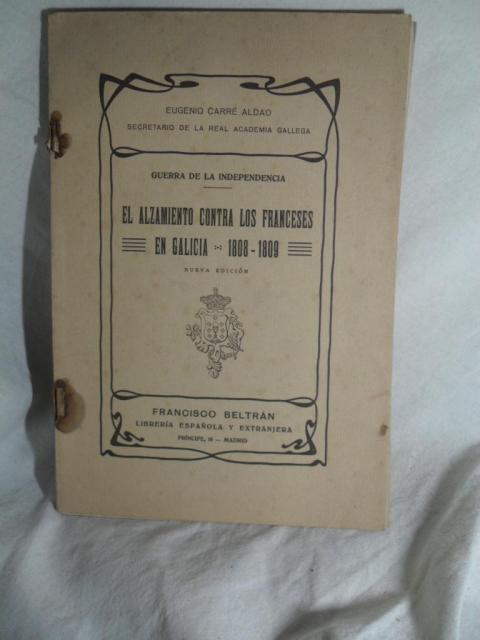 EUGENIO CARRÉ ALDAO
SECRETARIO DE LA REAL ACADEMIA GALLEGA
GUERRA DE LA INDEPENDENCIA
EL ALZAMIENTO CONTRA LOS FRANCESES
EN GALICIA 1808 - 1809
NUEVA EDICIÓN
FRANCISCO BELTRÁN
LIBRERÍA ESPAÑOLA Y EXTRANJERA
PRÍNCIPE, 16 — MADRID